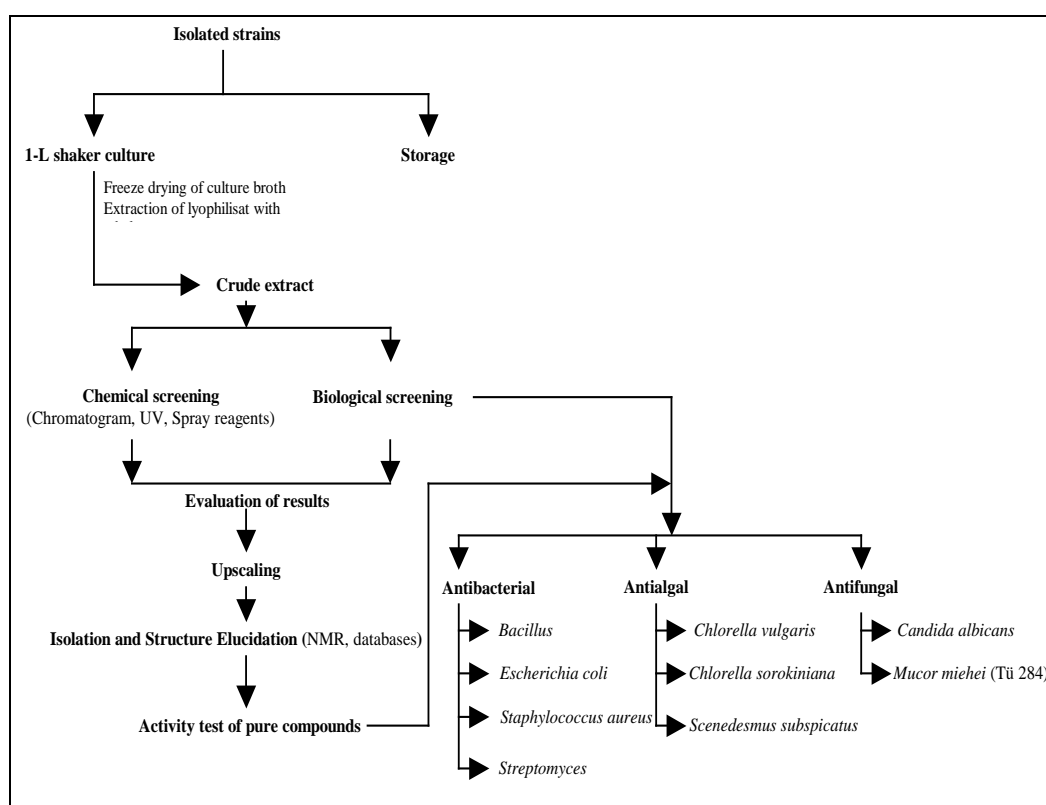 Isolated strains
1-L shaker culture
Storage
Freeze drying of culture broth
Extraction of lyophilisat with
Crude extract
Chemical screening
(Chromatogram, UV, Spray reagents)
Biological screening
Evaluation of results
Upscaling
Isolation and Structure Elucidation (NMR, databases)
Activity test of pure compounds
Antibacterial
Bacillus
Escherichia coli
Staphylococcus aureus
Streptomyces
Antialgal
Chlorella vulgaris
Chlorella sorokiniana
Scenedesmus subspicatus
Antifungal
Candida albicans
Mucor miehei (Tü 284)